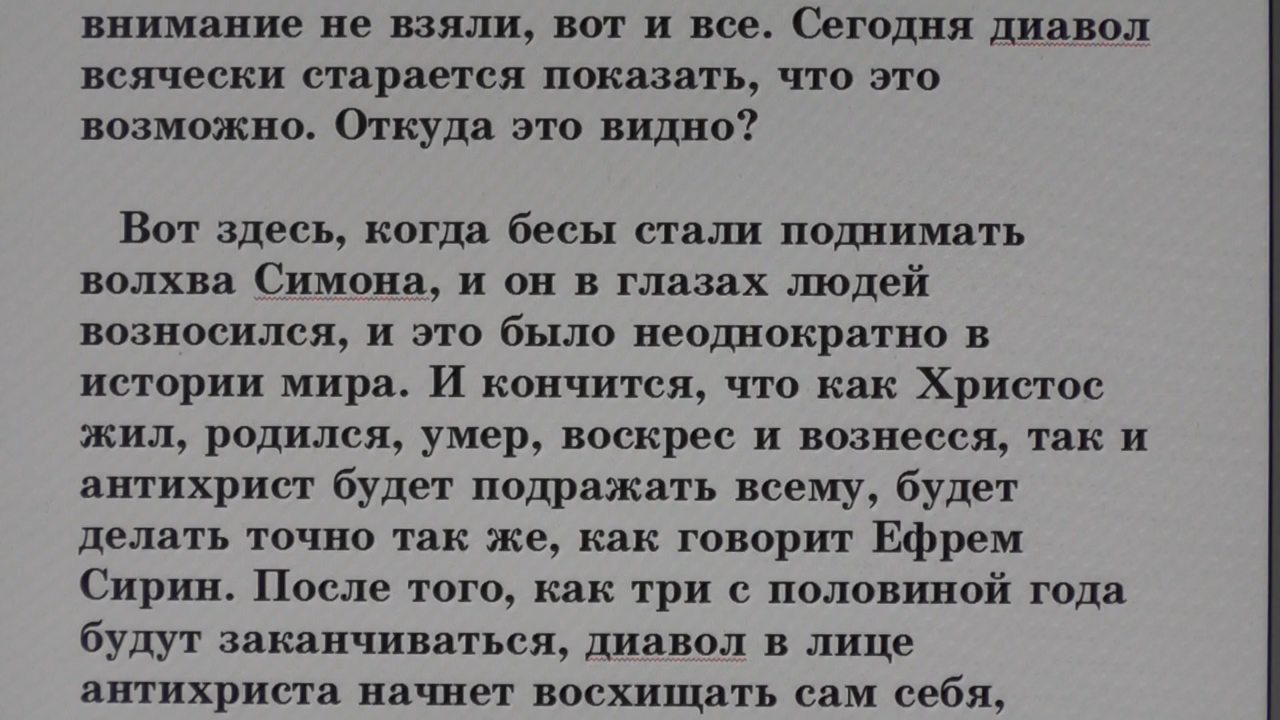 внимание не взяли, вот и все. Сегодня диавол
всячески старается показать, что это
возможно. Откуда это видно?
Вот здесь, когда бесы стали поднимать
волхва Симона, и он в глазах людей
возносился, и это было неоднократно в
истории мира. И кончится, что как Христос
жил, родился, умер, воскрес и вознесся, так и
антихрист будет подражать всему, будет
делать точно так же, как говорит Ефрем
Сирин. После того, как три с половиной года
будут заканчиваться, диавол в лице
антихриста начнет восхищать сам себя,